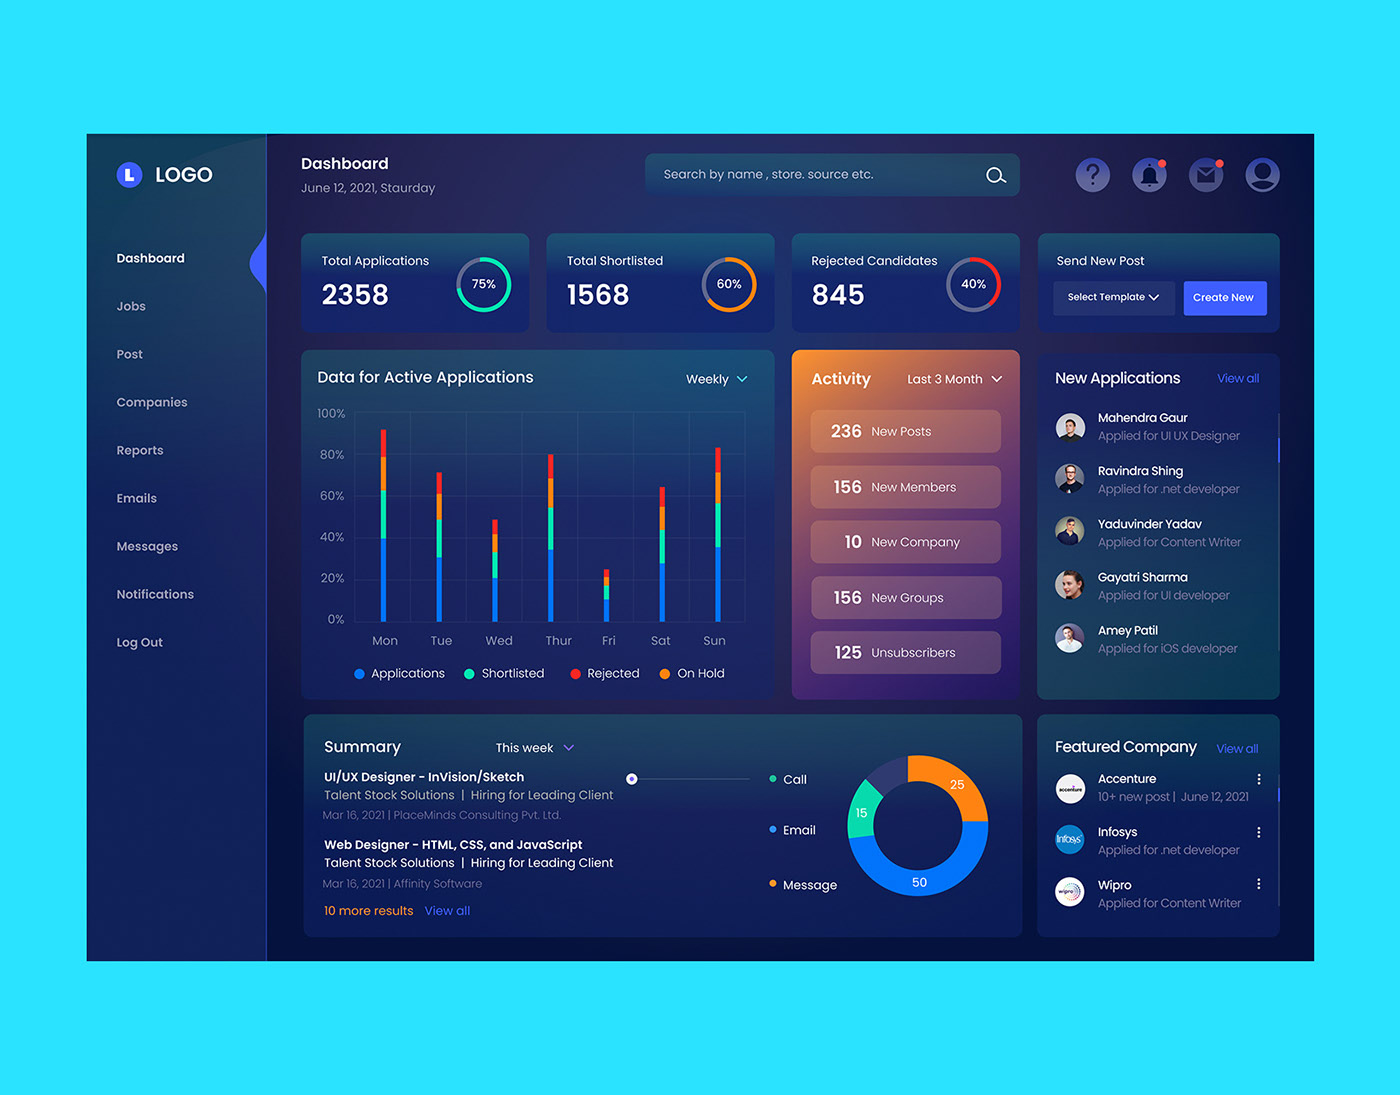 L LOGO
Dashboard
June 12, 2021, Staurday
Search by name , store. source etc.
?
Dashboard
Jobs
Post
Companies
Reports
Emails
Messages
Notifications
Log Out
Total Applications
2358
75%
Total Shortlisted
1568
60%
Rejected Candidates
845
40%
Send New Post
Select Template
Create New
Data for Active Applications
Weekly
100%
80%
60%
40%
20%
0%
Mon Tue Wed Thur Fri Sat Sun
Applications Shortlisted Rejected On Hold
Activity Last 3 Month
236 New Posts
156 New Members
10 New Company
156 New Groups
125 Unsubscribers
New Applications View all
Mahendra Gaur
Applied for UI UX Designer
Ravindra Shing
Applied for .net developer
Yaduvinder Yadav
Applied for Content Writer
Gayatri Sharma
Applied for UI developer
Amey Patil
Applied for iOS developer
Summary This week
UI/UX Designer - InVision/Sketch
Talent Stock Solutions | Hiring for Leading Client
Mar 16, 2021 | PlaceMinds Consulting Pvt. Ltd.
Web Designer - HTML, CSS, and JavaScript
Talent Stock Solutions | Hiring for Leading Client
Mar 16, 2021 | Affinity Software
10 more results View all
Call
Email
Message
25
15
50
Featured Company View all
accenture
Accenture
10+ new post | June 12, 2021
Infosys
Infosys
Applied for .net developer
wipro
Wipro
Applied for Content Writer